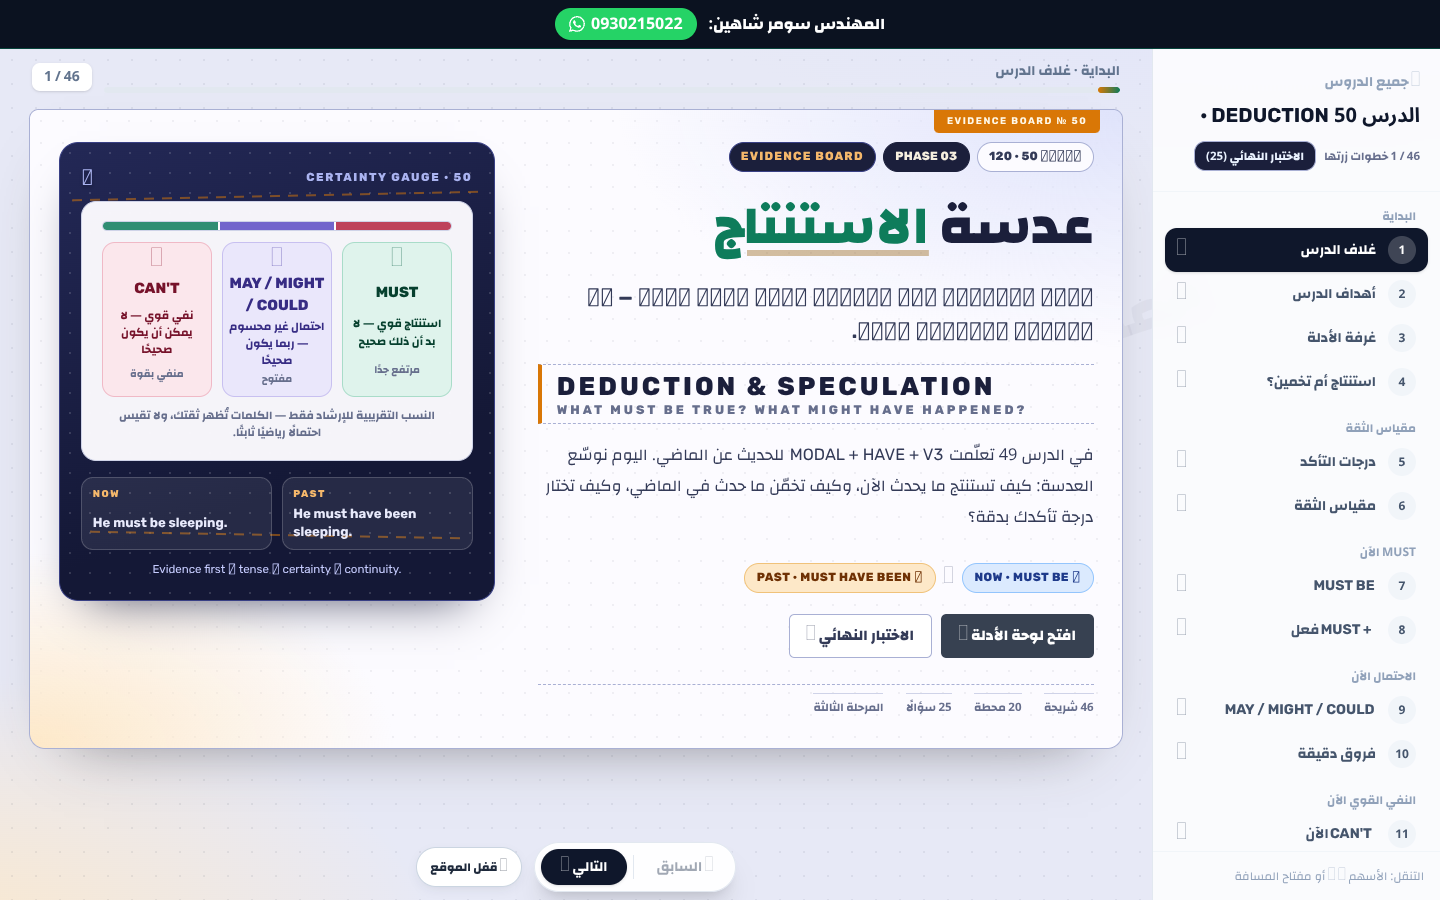 المهندس سومر شاهين:
0930215022
جميع الدروس
الدرس 50 DEDUCTION •
46 / 1 خطوات زرتها
الاختبار النهائي (25)
البداية
1 غلاف الدرس
2 أهداف الدرس
3 غرفة الأدلة
4 استنتاج أم تخمين؟
مقياس الثقة
5 درجات التأكد
6 مقياس الثقة
MUST الآن
7 MUST BE
8 MUST + فعل
الاحتمال الآن
9 MAY / MIGHT / COULD
10 فروق دقيقة
النفي القوي الآن
11 CAN'T الآن
التنقل: الأسهم أو مفتاح المسافة
البداية · غلاف الدرس
1 / 46
EVIDENCE BOARD № 50
120 • 50
PHASE 03
EVIDENCE BOARD
عدسة الاستنتاج
DEDUCTION & SPECULATION
WHAT MUST BE TRUE? WHAT MIGHT HAVE HAPPENED?
في الدرس 49 تعلّمت MODAL + HAVE + V3 للحديث عن الماضي. اليوم نوسّع
العدسة: كيف تستنتج ما يحدث الآن، وكيف تخمّن ما حدث في الماضي، وكيف تختار
درجة تأكدك بدقة؟
NOW • MUST BE
PAST • MUST HAVE BEEN
افتح لوحة الأدلة
الاختبار النهائي
46 شريحة
20 محطة
25 سؤالًا
المرحلة الثالثة
CERTAINTY GAUGE • 50
MUST
استنتاج قوي — لا
بد أن ذلك صحيح
مرتفع جدًا
MAY / MIGHT
/ COULD
احتمال غير محسوم
— ربما يكون
صحيحًا
مفتوح
CAN'T
نفي قوي — لا
يمكن أن يكون
صحيحًا
منفي بقوة
النسب التقريبية للإرشاد فقط — الكلمات تُظهر ثقتك، ولا تقيس
احتمالًا رياضيًا ثابتًا.
NOW
He must be sleeping.
PAST
He must have been
sleeping.
Evidence first tense certainty continuity.
السابق
التالي
قفل الموقع